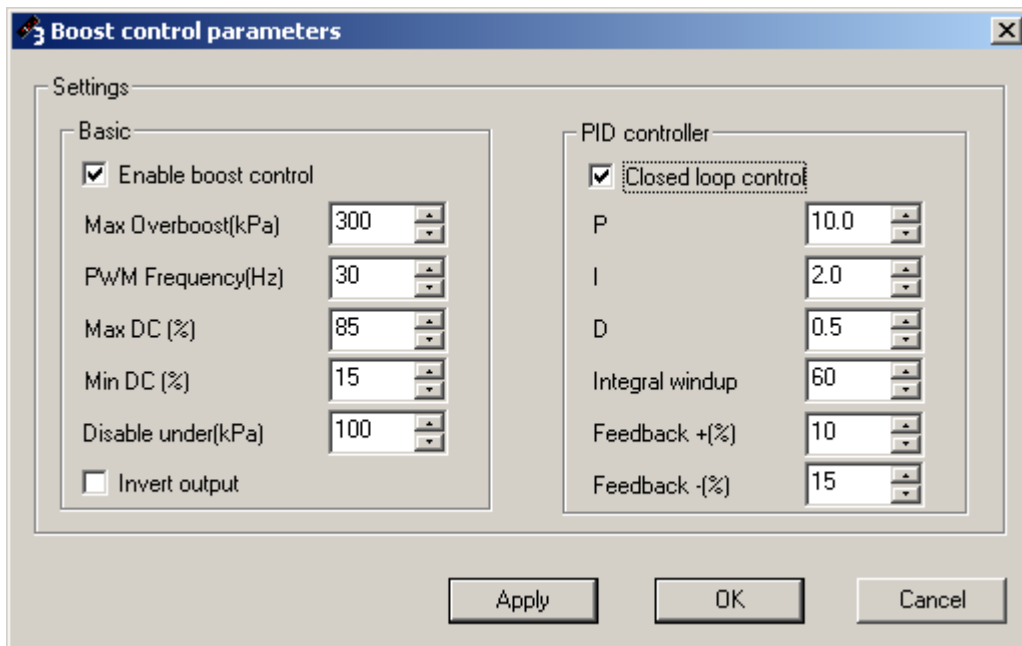 3 Boost control parameters
Settings
Basic
Enable boost control
Max Overboost(kPa) 300
PWM Frequency(Hz) 30
Max DC (%) 85
Min DC (%) 15
Disable under(kPa) 100
Invert output
PID controller
Closed loop control
P 10.0
I 2.0
D 0.5
Integral windup 60
Feedback +(%) 10
Feedback -(%) 15
Apply OK Cancel